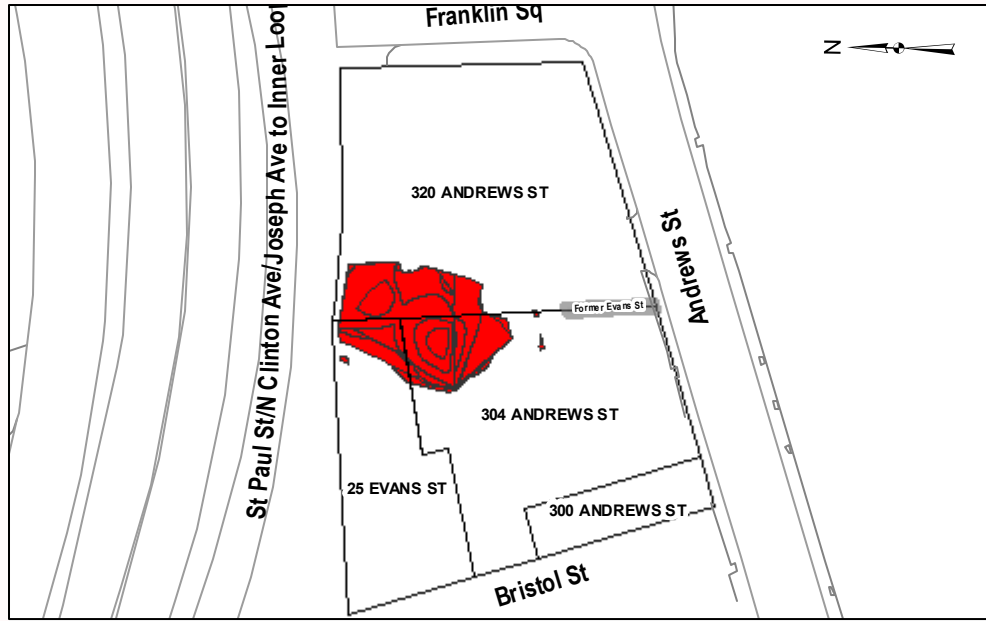 Franklin Sq
N
St Paul St/N Clinton Ave/Joseph Ave to Inner Loop
320 ANDREWS ST
Andrews St
Former Evans St
304 ANDREWS ST
25 EVANS ST
300 ANDREWS ST
Bristol St